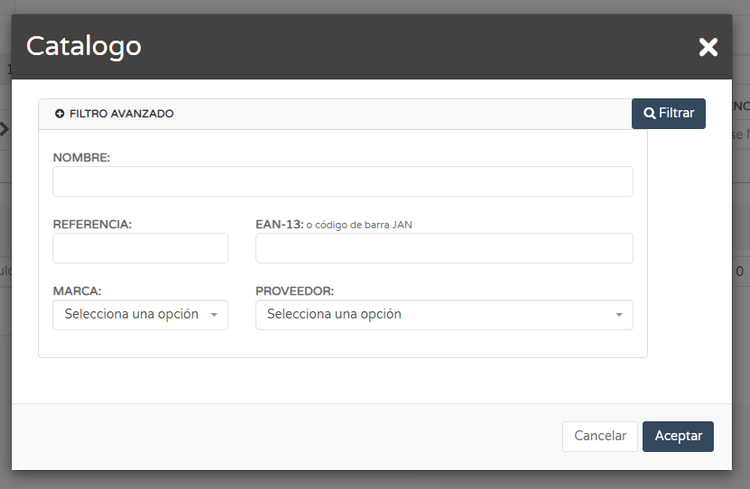 Catalogo
FILTRO AVANZADO
Filtrar
NOMBRE:
REFERENCIA:
EAN-13: o código de barra JAN
MARCA:
PROVEEDOR:
Selecciona una opción
Selecciona una opción
Cancelar
Aceptar